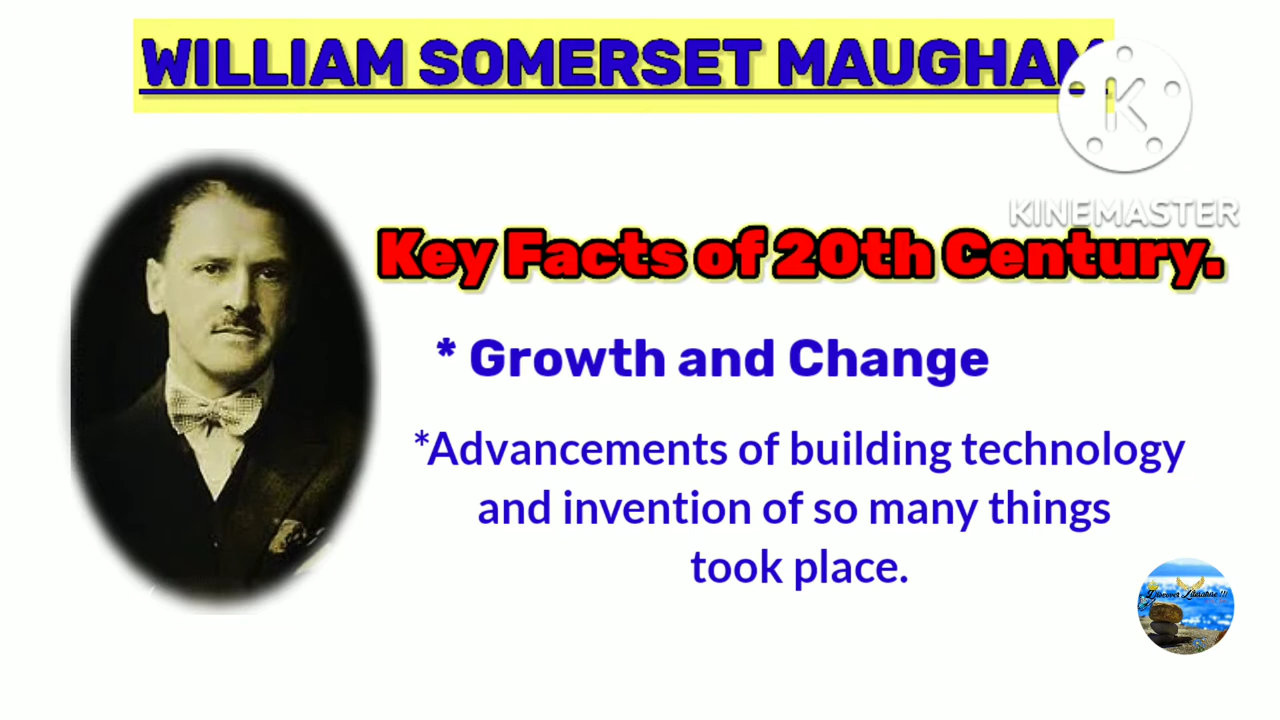 WILLIAM SOMERSET MAUGHAM
K
KINEMASTER
Key Facts of 20th Century.
* Growth and Change
*Advancements of building technology
and invention of so many things
took place.